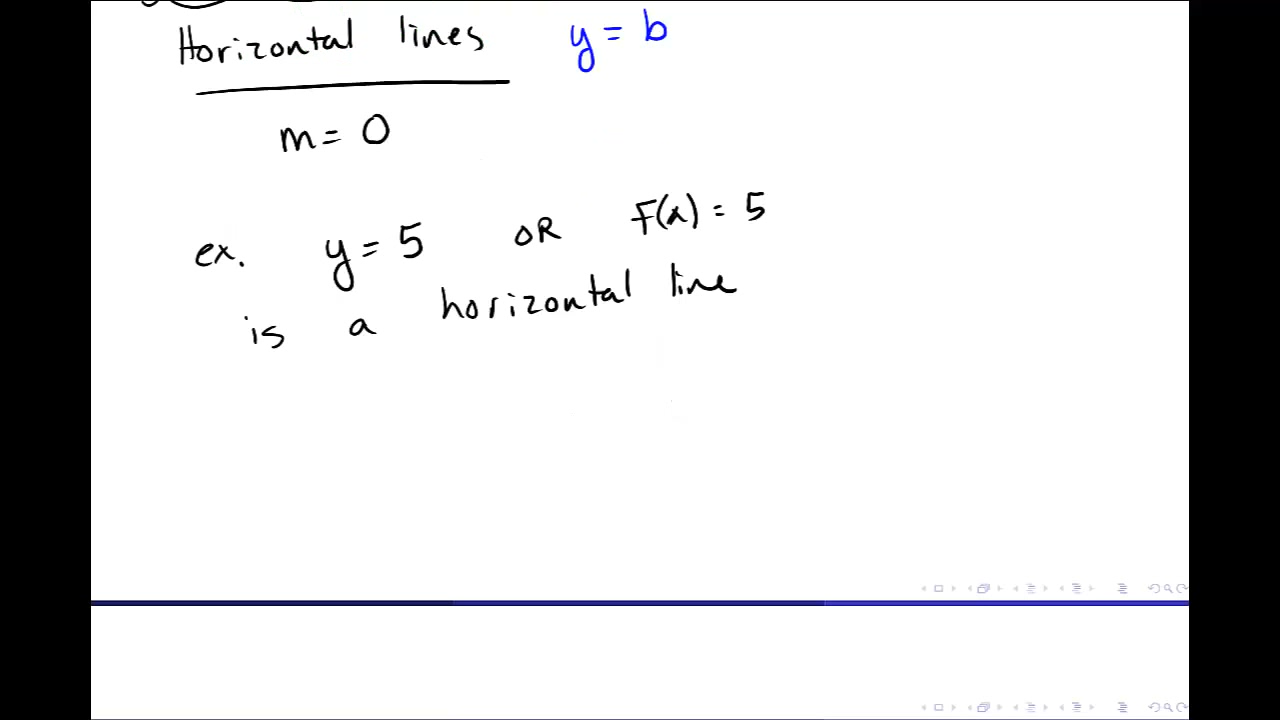 Horizontal lines y = b
m = 0
ex. y = 5 OR F(x) = 5
is a horizontal line